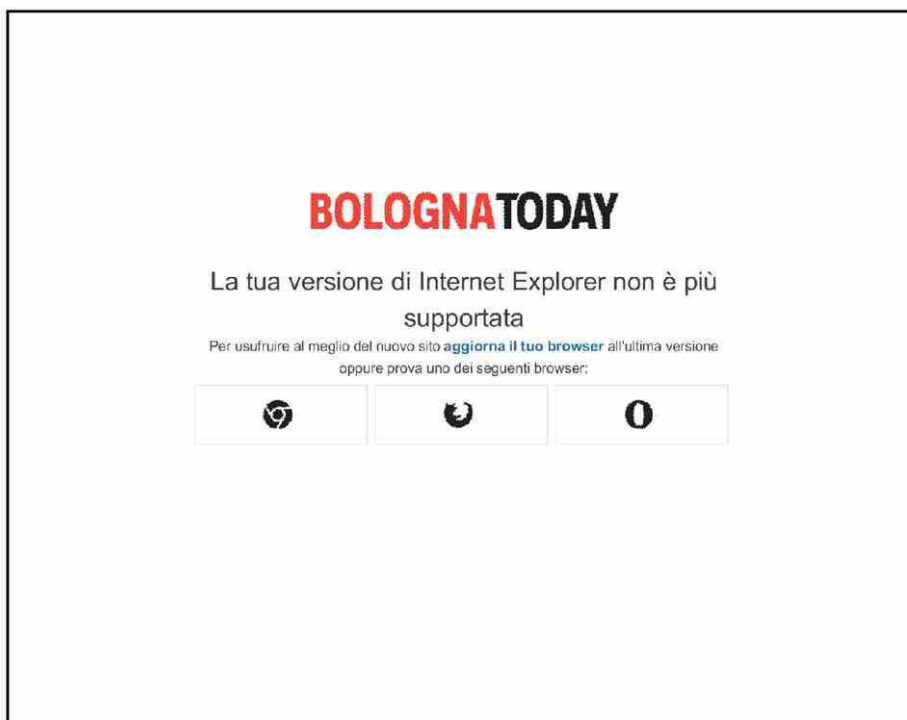 BOLOGNATODAY
La tua versione di Internet Explorer non è più
supportata
Per usufruire al meglio del nuovo sito aggiorna il tuo browser all'ultima versione
oppure prova uno dei seguenti browser: